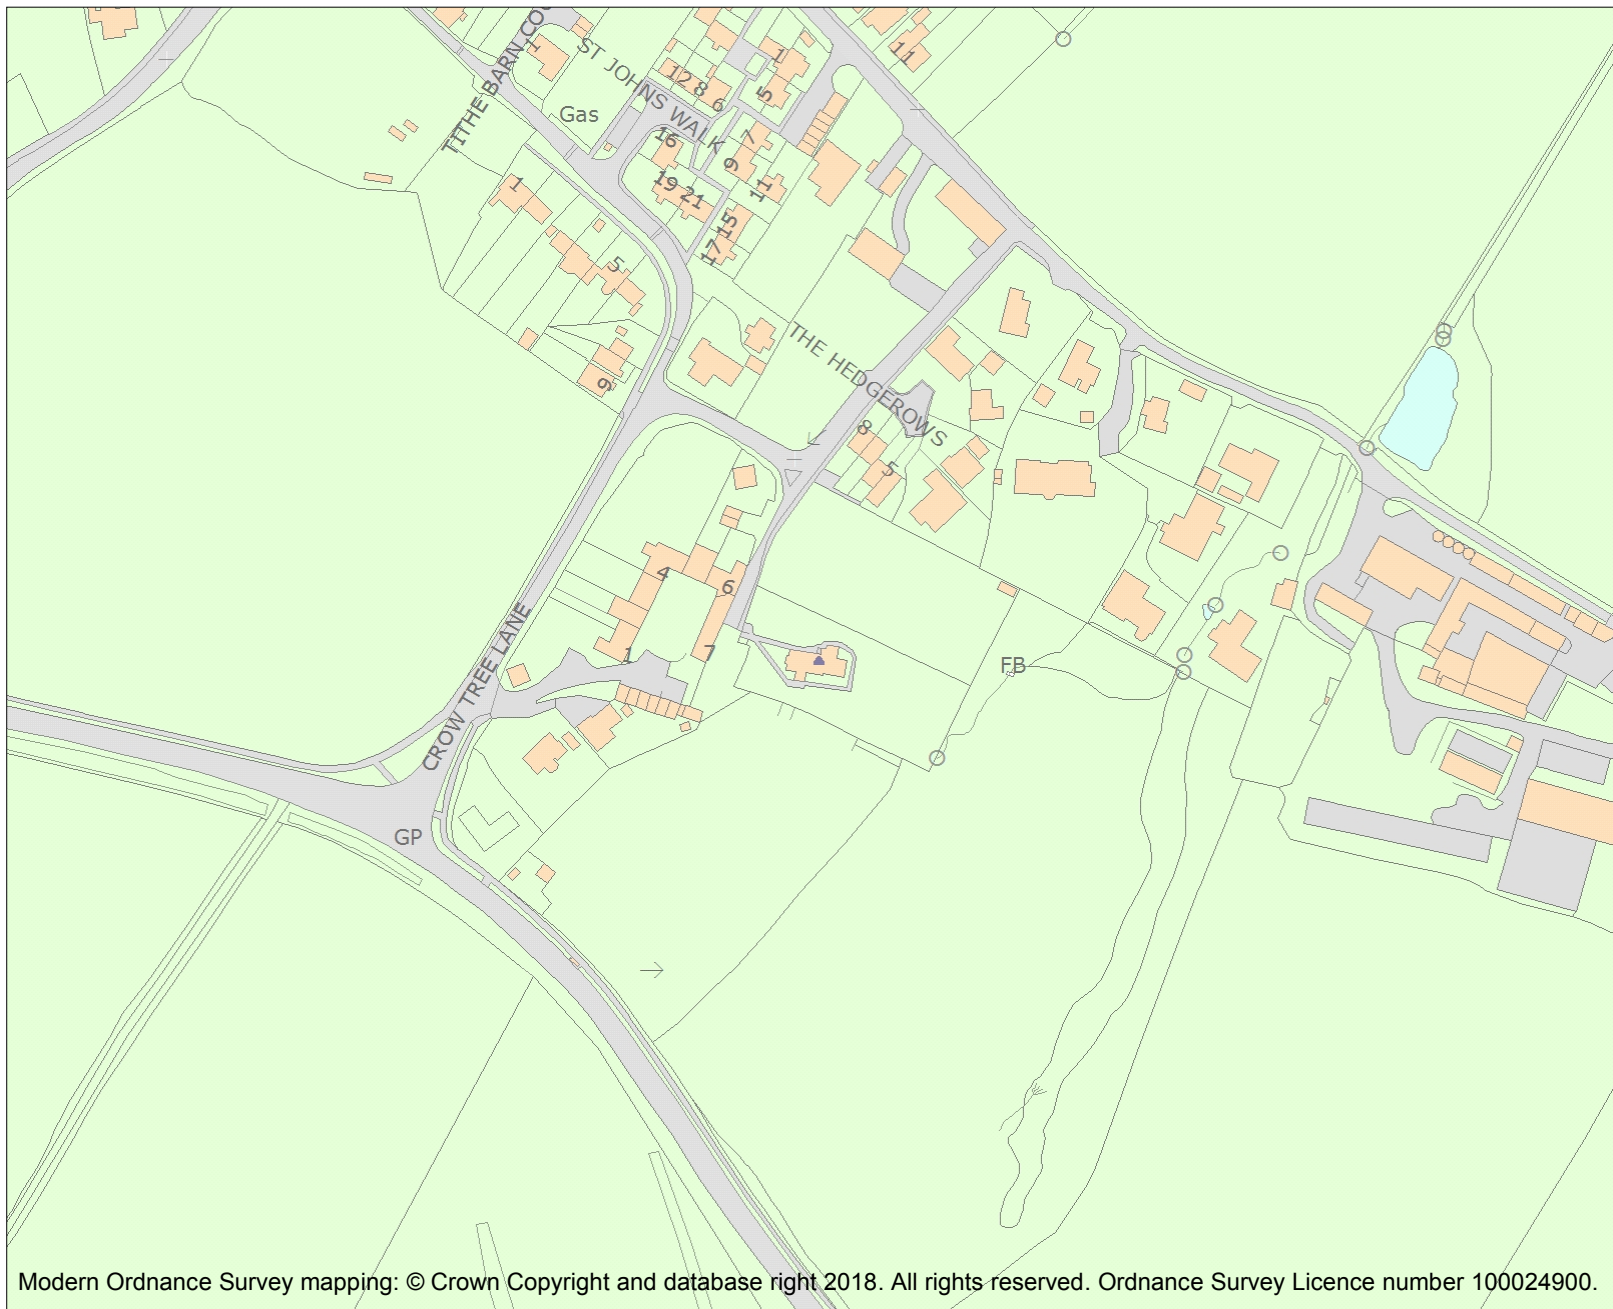 TITHE BARN COU
1
11
ST JOHNS WALK
1
12 8 6
5
Gas
16
7
9
19 21
11
1
15
17
5
THE HEDGEROWS
9
8
5
4
6
1
7
FB
CROW TREE LANE
GP
Modern Ordnance Survey mapping: © Crown Copyright and database right 2018. All rights reserved. Ordnance Survey Licence number 100024900.